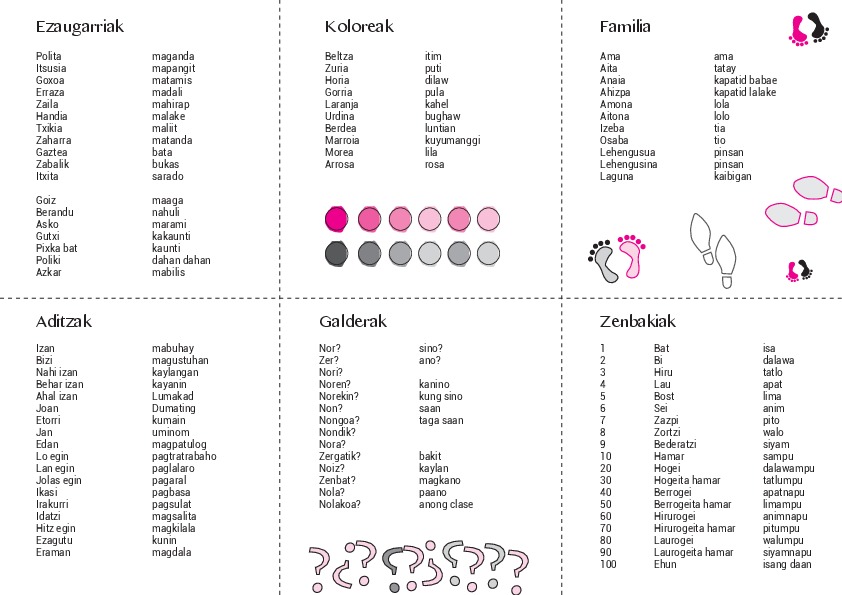 Ezaugarriak
Polita maganda
Itsusia mapangit
Goxoa matamis
Erraza madali
Zaila mahirap
Handia malake
Txikia maliit
Zaharra matanda
Gaztea bata
Zabalik bukas
Itxita sarado
Goiz maaga
Berandu nahuli
Asko marami
Gutxi kakaunti
Pixka bat kaunti
Poliki dahan dahan
Azkar mabilis
Koloreak
Beltza itim
Zuria puti
Horia dilaw
Gorria pula
Laranja kahel
Urdina bughaw
Berdea luntian
Marroia kuyumanggi
Morea lila
Arrosa rosa
Familia
Ama ama
Aita tatay
Anaia kapatid babae
Ahizpa kapatid lalake
Amona lola
Aitona lolo
Izeba tia
Osaba tio
Lehengusua pinsan
Lehengusina pinsan
Laguna kaibigan
Aditzak
Izan mabuhay
Bizi magustuhan
Nahi izan kaylangan
Behar izan kayanin
Ahal izan Lumakad
Joan Dumating
Etorri kumain
Jan uminom
Edan magpatulog
Lo egin pagtratrabaho
Lan egin paglalaro
Jolas egin pagaral
Ikasi pagbasa
Irakurri pagsulat
Idatzi magsalita
Hitz egin magkilala
Ezagutu kunin
Eraman magdala
Galderak
Nor? sino?
Zer? ano?
Nori?
Noren? kanino
Norekin? kung sino
Non? saan
Nongoa? taga saan
Nondik?
Nora?
Zergatik? bakit
Noiz? kaylan
Zenbat? magkano
Nola? paano
Nolakoa? anong clase
Zenbakiak
1 Bat isa
2 Bi dalawa
3 Hiru tatlo
4 Lau apat
5 Bost lima
6 Sei anim
7 Zazpi pito
8 Zortzi walo
9 Bederatzi siyam
10 Hamar sampu
20 Hogei dalawampu
30 Hogeita hamar tatlumpu
40 Berrogei apatnapu
50 Berrogeita hamar limampu
60 Hirurogei animnapu
70 Hirurogeita hamar pitumpu
80 Laurogei walumpu
90 Laurogeita hamar siyamnapu
100 Ehun isang daan